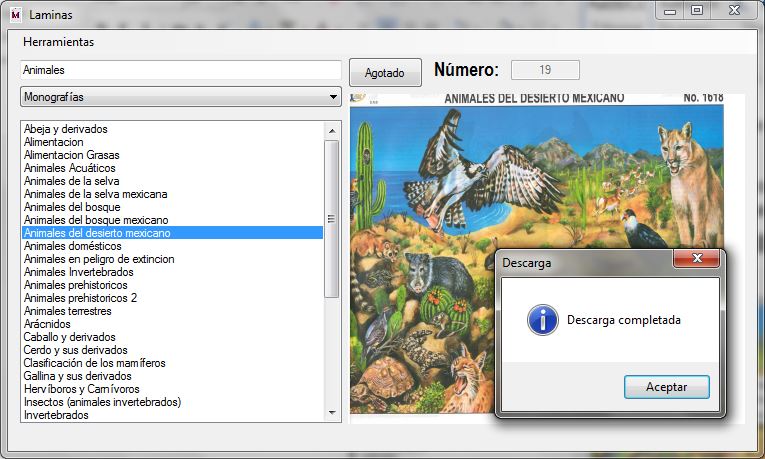 Laminas
Herramientas
Animales
Agotado
Número:
19
Monografías
Abeja y derivados
Alimentacion
Alimentacion Grasas
Animales Acuáticos
Animales de la selva
Animales de la selva mexicana
Animales del bosque
Animales del bosque mexicano
Animales del desierto mexicano
Animales domésticos
Animales en peligro de extincion
Animales Invertebrados
Animales prehistoricos
Animales prehistoricos 2
Animales terrestres
Arácnidos
Caballo y derivados
Cerdo y sus derivados
Clasificación de los mamíferos
Gallina y sus derivados
Hervíboros y Carnívoros
Insectos (animales invertebrados)
Invertebrados
ANIMALES DEL DESIERTO MEXICANO No. 1618
Descarga
Descarga completada
Aceptar